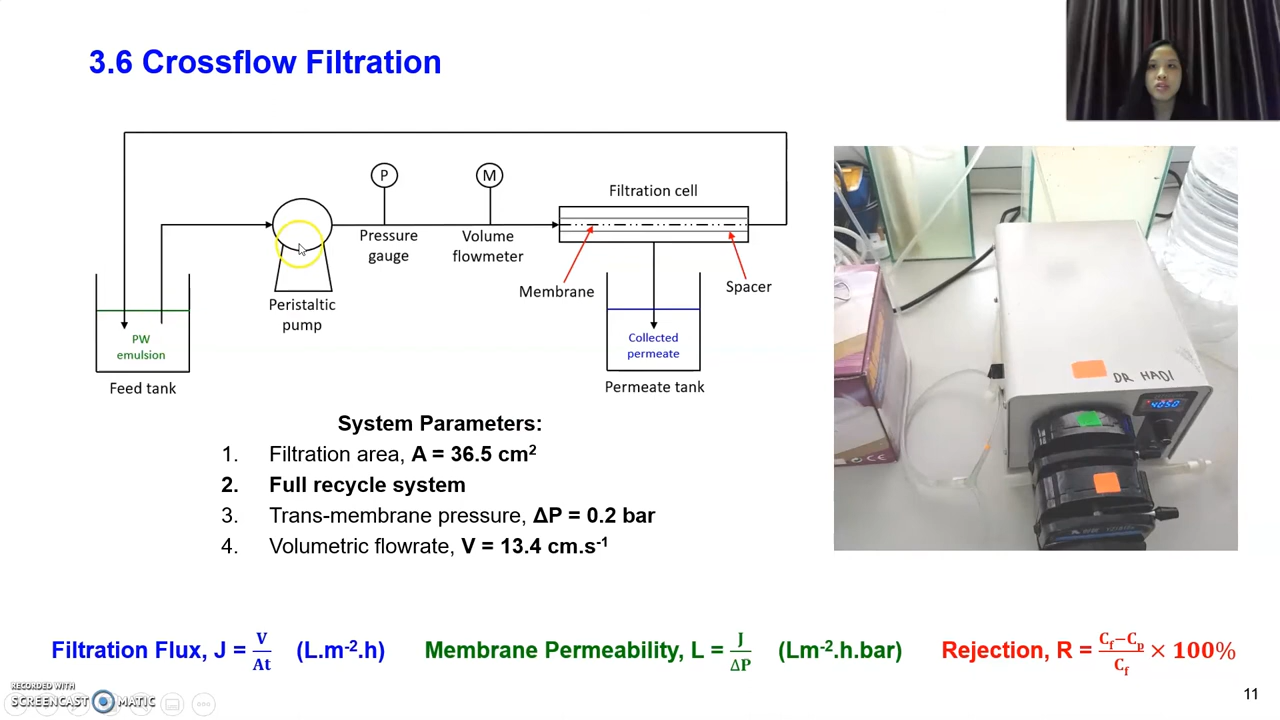 3.6 Crossflow Filtration
P
M
Filtration cell
Pressure
gauge
Volume
flowmeter
Membrane
Spacer
Peristaltic
pump
PW
emulsion
Feed tank
Collected
permeate
Permeate tank
DR HADI
System Parameters:
1. Filtration area, A = 36.5 cm²
2. Full recycle system
3. Trans-membrane pressure, ΔP = 0.2 bar
4. Volumetric flowrate, V = 13.4 cm.s⁻¹
Filtration Flux, J = V/At (L.m⁻².h)
Membrane Permeability, L = J/ΔP (Lm⁻².h.bar)
Rejection, R = (Cf−Cp)/Cf × 100%
RECORDED WITH
SCREENCAST MATIC
11